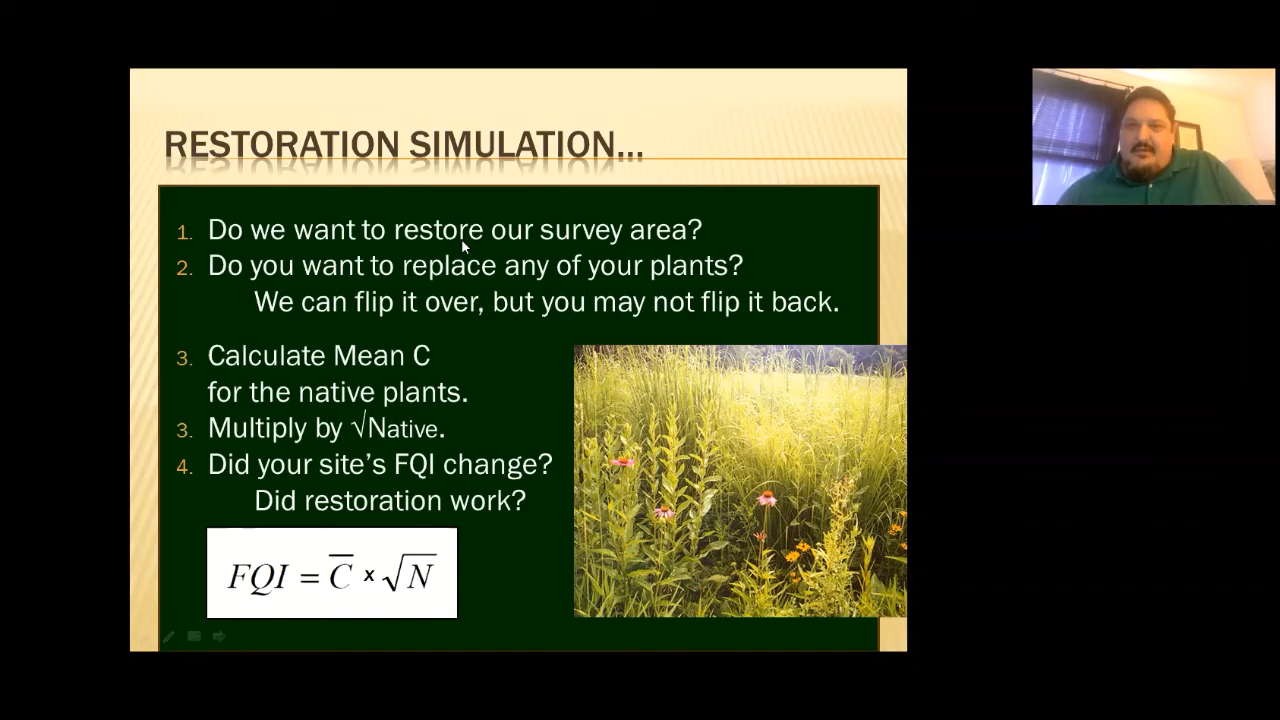 RESTORATION SIMULATION...
1. Do we want to restore our survey area?
2. Do you want to replace any of your plants?
We can flip it over, but you may not flip it back.
3. Calculate Mean C
for the native plants.
3. Multiply by √Native.
4. Did your site's FQI change?
Did restoration work?
FQI = C̅ x √N